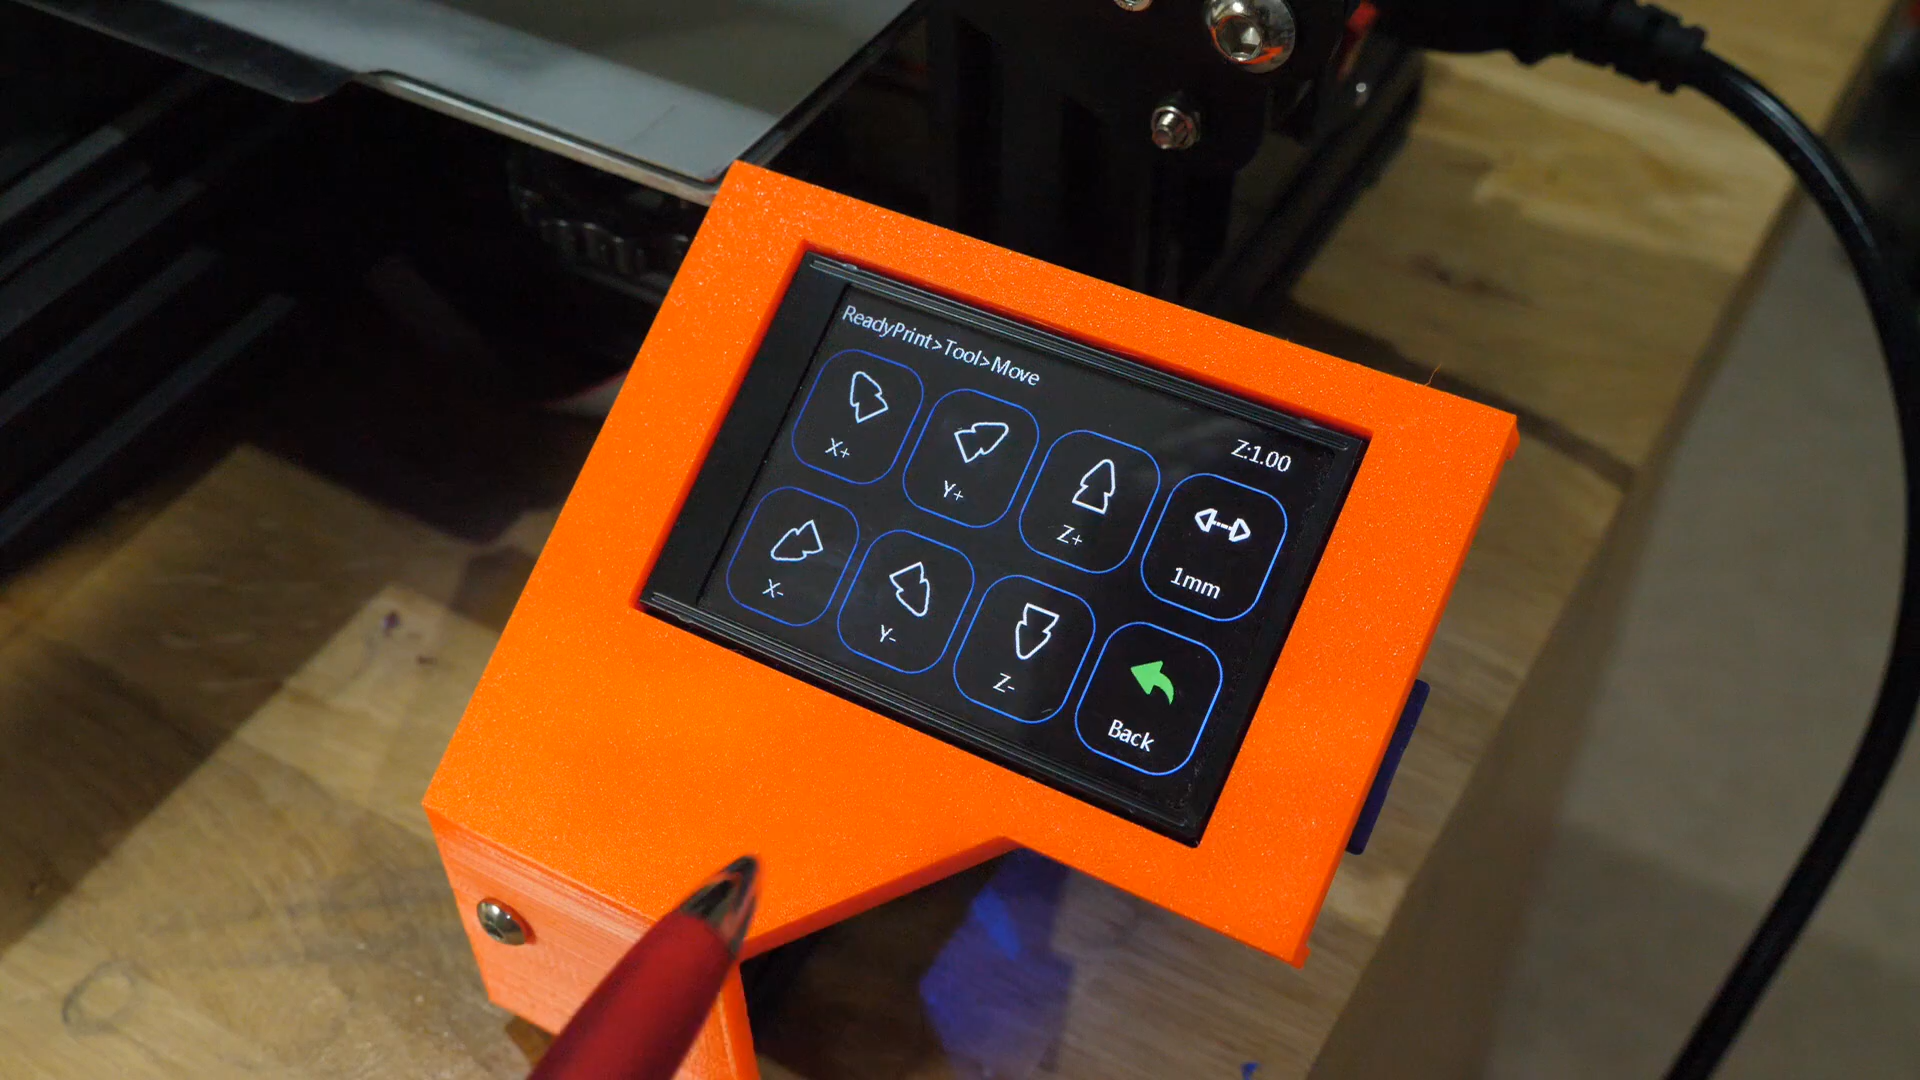 ReadyPrint>Tool>Move
Z:1.00
X+
Y+
Z+
1mm
X-
Y-
Z-
Back